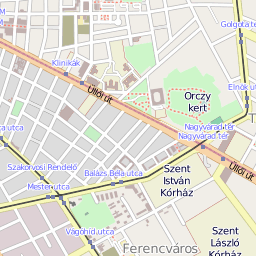 Golgota tér
Klinikák
Üllői út
Orczy
kert
Elnök u
utca
Nagyvárad tér
Nagyvárad tér
Üllői út
Szakorvosi Rendelő
Balázs Béla utca
Mester utca
Szent
István
Kórház
Vágóhíd utca
Ferencváros
Szent
László
Kórház